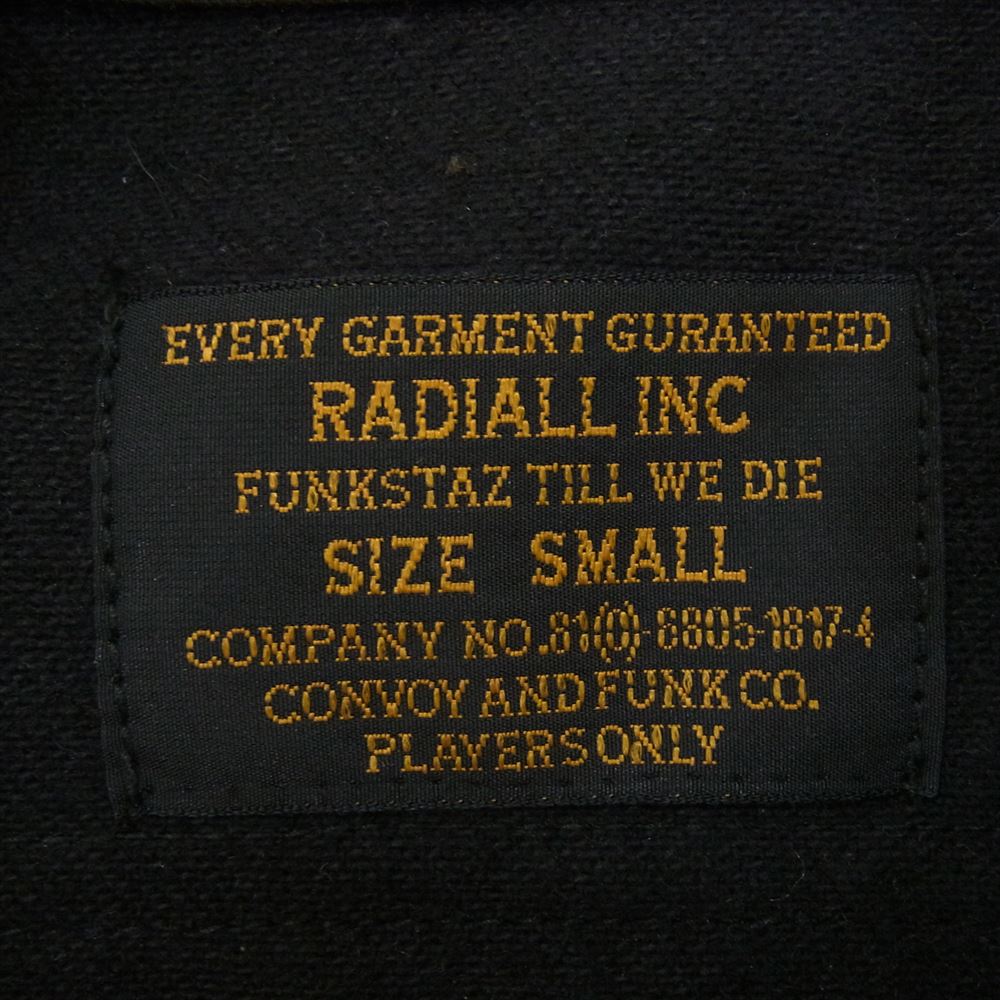 EVERY GARMENT GURANTEED
RADIALL INC
FUNKSTAZ TILL WE DIE
SIZE SMALL
COMPANY NO.81(0)-6805-1817-4
CONVOY AND FUNK CO.
PLAYERS ONLY